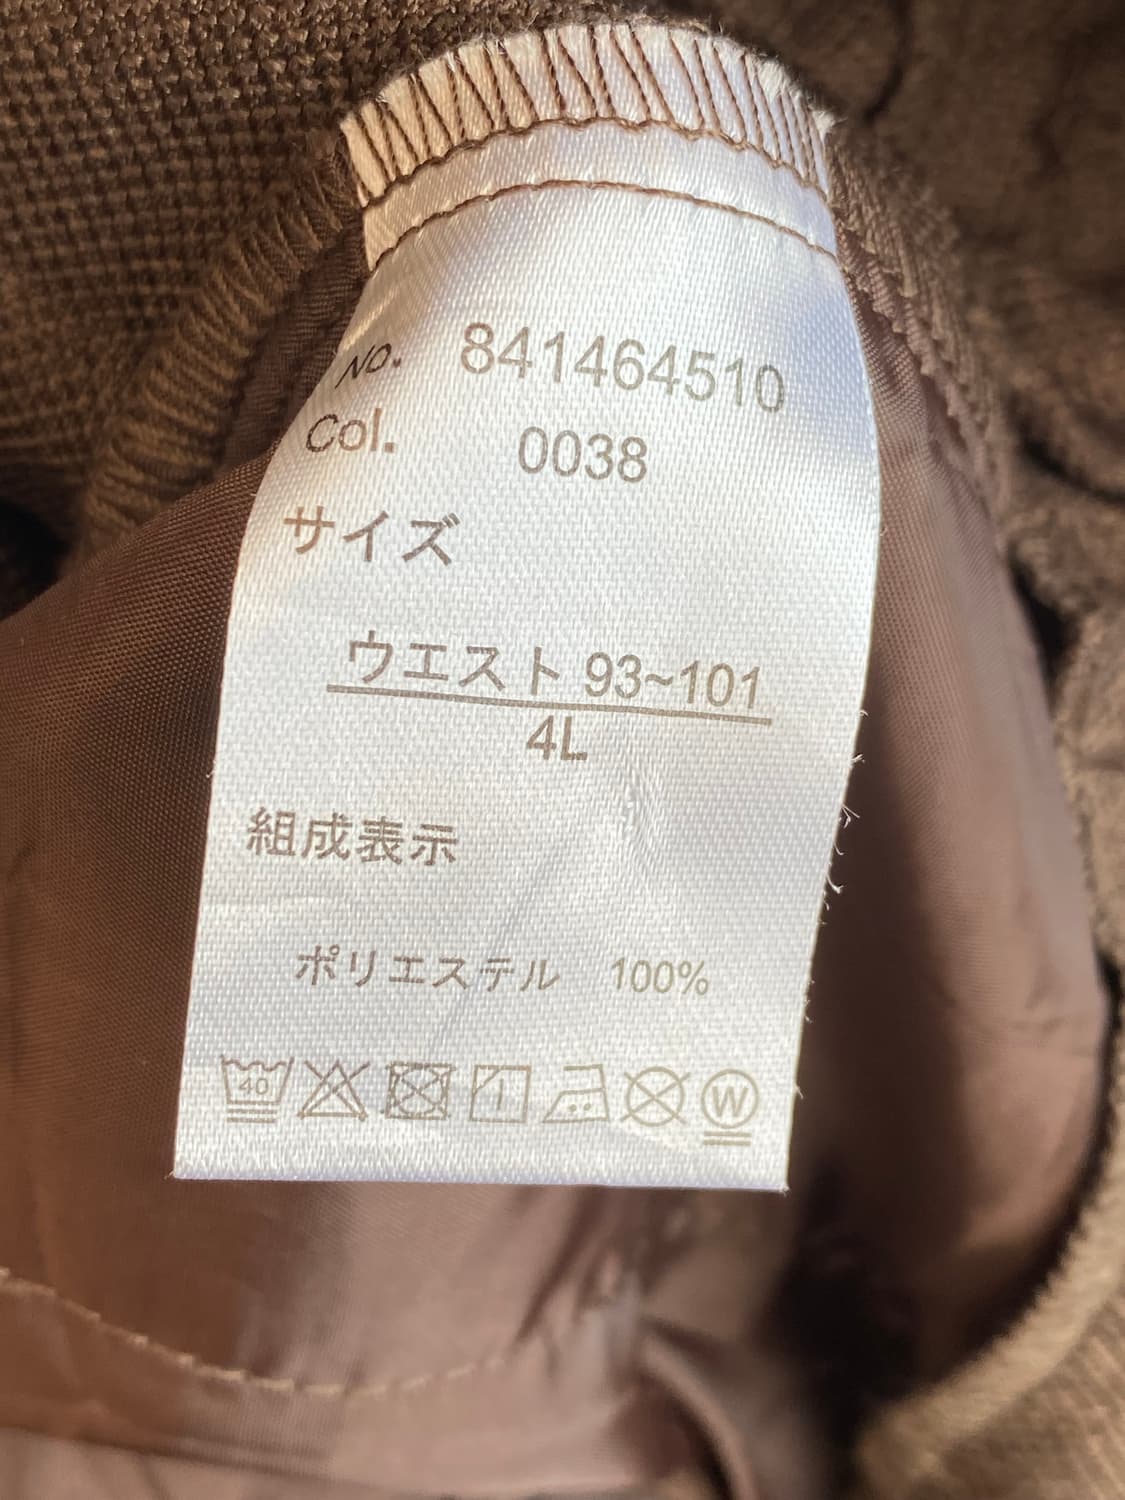 No. 841464510
Col. 0038
サイズ
ウエスト 93~101
4L
組成表示
ポリエステル 100%
40 W